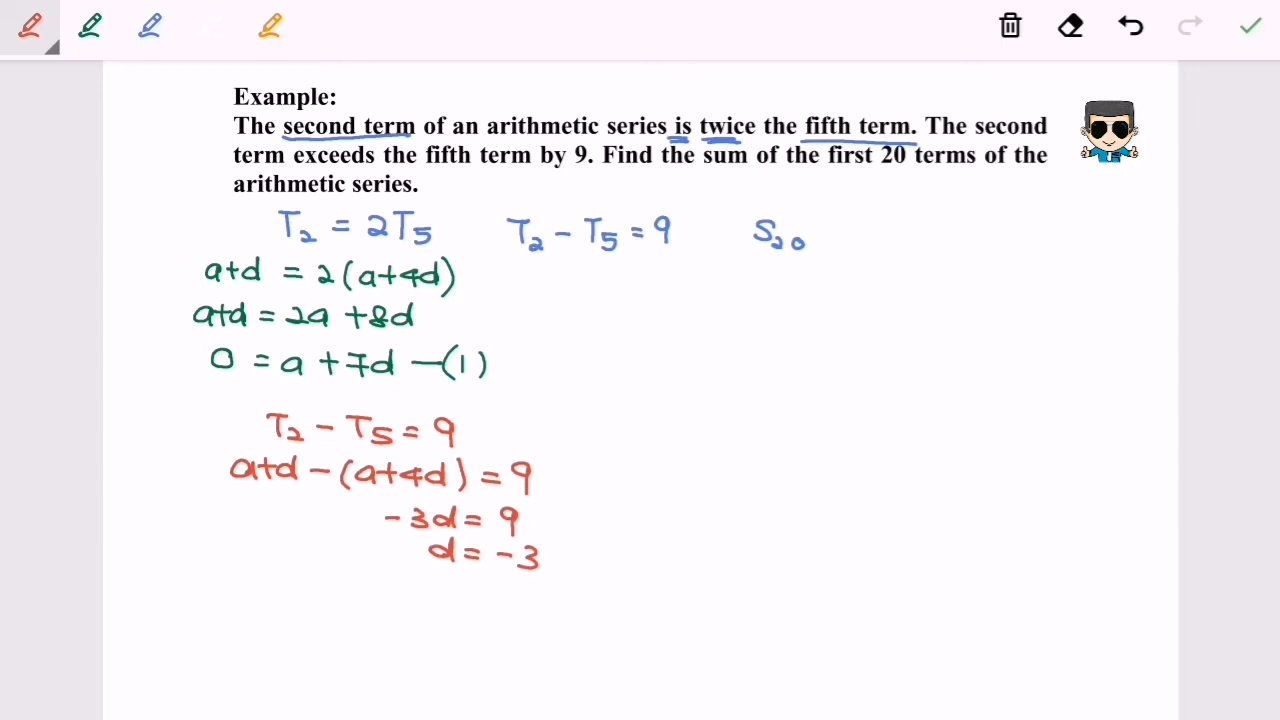 Example:
The second term of an arithmetic series is twice the fifth term. The second
term exceeds the fifth term by 9. Find the sum of the first 20 terms of the
arithmetic series.
T₂ = 2T₅ T₂ - T₅ = 9 S₂₀
a+d = 2(a+4d)
a+d = 2a +8d
0 = a +7d —(1)
T₂ - T₅ = 9
a+d - (a+4d) = 9
-3d = 9
d = -3